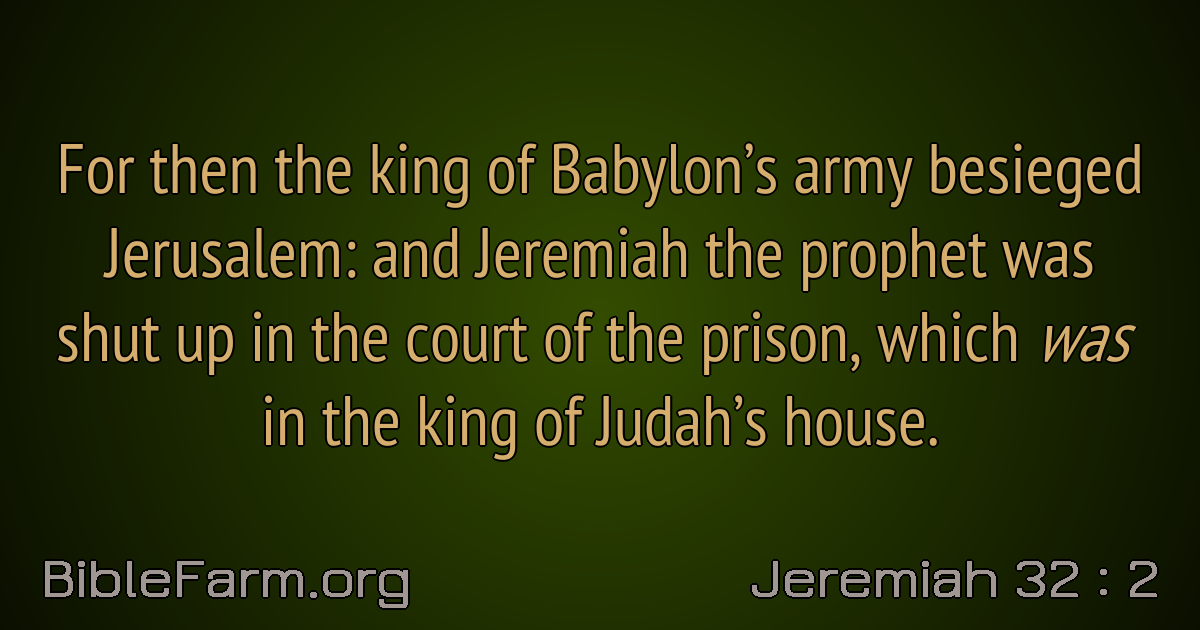 For then the king of Babylon’s army besieged
Jerusalem: and Jeremiah the prophet was
shut up in the court of the prison, which was
in the king of Judah’s house.
BibleFarm.org
Jeremiah 32 : 2